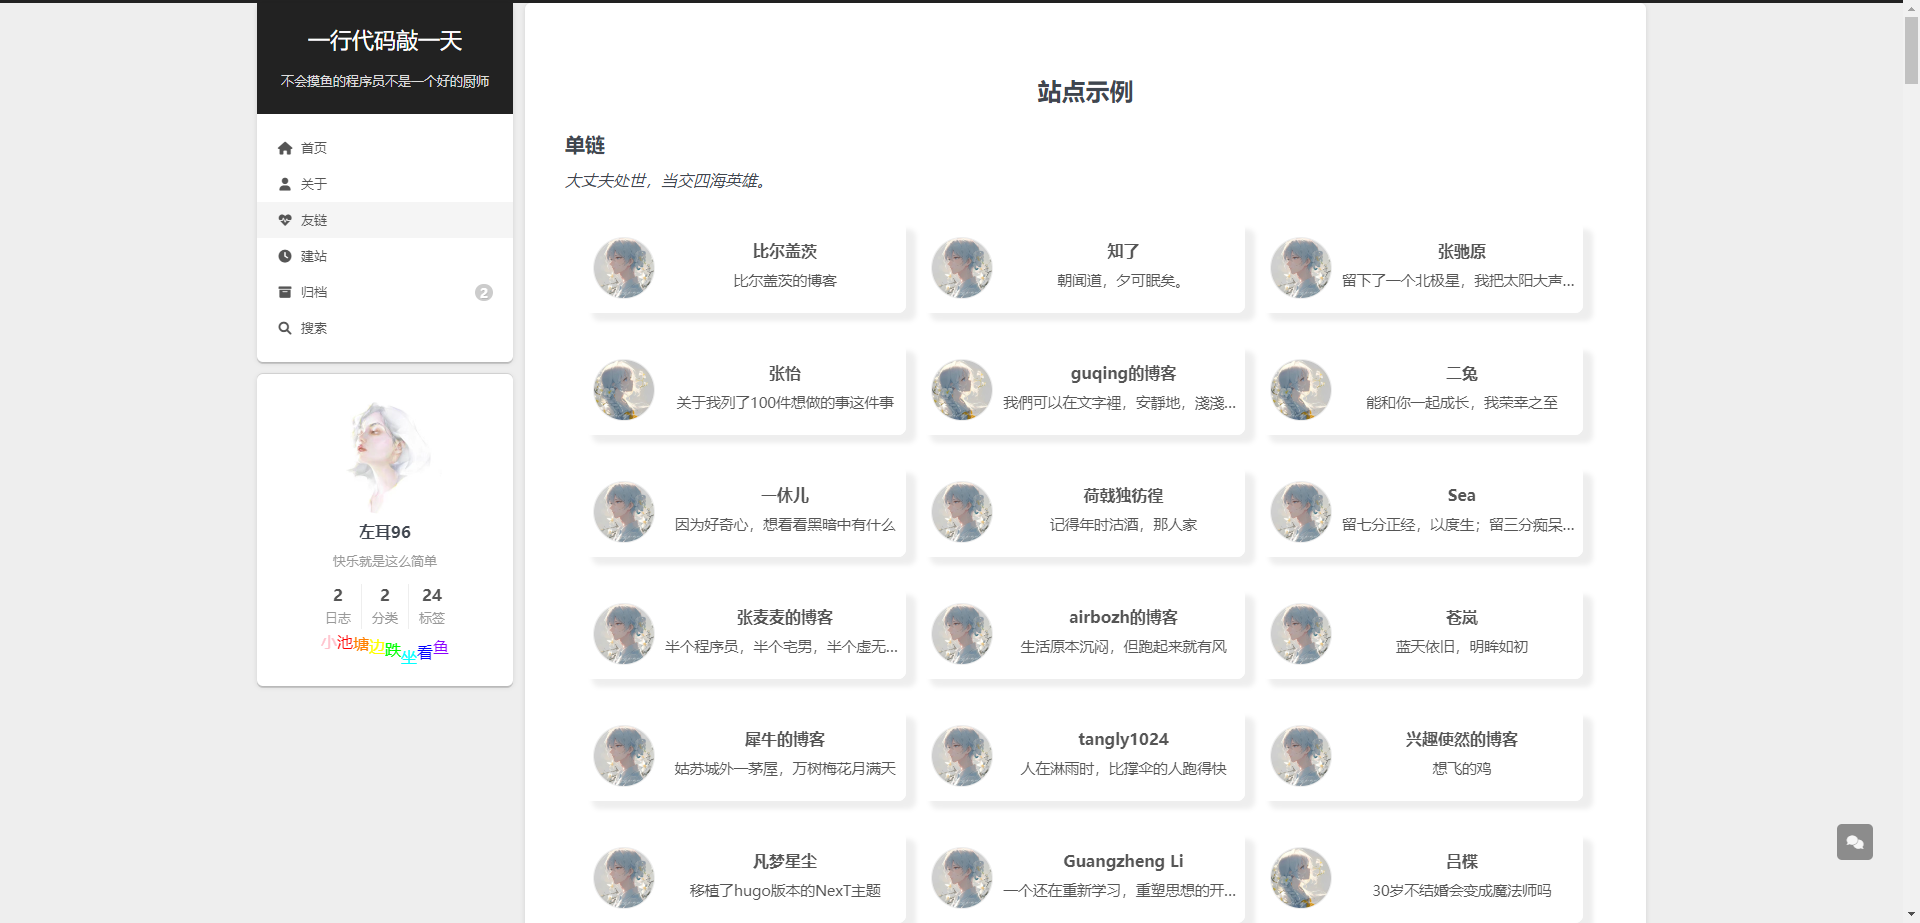 一行代码敲一天
不会摸鱼的程序员不是一个好的厨师
首页
关于
友链
建站
归档 2
搜索
左耳96
快乐就是这么简单
2 2 24
日志 分类 标签
小池塘边跌坐看鱼
站点示例
单链
大丈夫处世，当交四海英雄。
比尔盖茨
比尔盖茨的博客
知了
朝闻道，夕可眠矣。
张驰原
留下了一个北极星，我把太阳大声...
张怡
关于我列了100件想做的事这件事
guqing的博客
我們可以在文字裡，安靜地，淺淺...
二兔
能和你一起成长，我荣幸之至
一休儿
因为好奇心，想看看黑暗中有什么
荷戟独彷徨
记得年时沽酒，那人家
Sea
留七分正经，以度生；留三分痴呆...
张麦麦的博客
半个程序员，半个宅男，半个虚无...
airbozh的博客
生活原本沉闷，但跑起来就有风
苍岚
蓝天依旧，明眸如初
犀牛的博客
姑苏城外一茅屋，万树梅花月满天
tangly1024
人在淋雨时，比撑伞的人跑得快
兴趣使然的博客
想飞的鸡
凡梦星尘
移植了hugo版本的NexT主题
Guangzheng Li
一个还在重新学习，重塑思想的开...
吕楪
30岁不结婚会变成魔法师吗